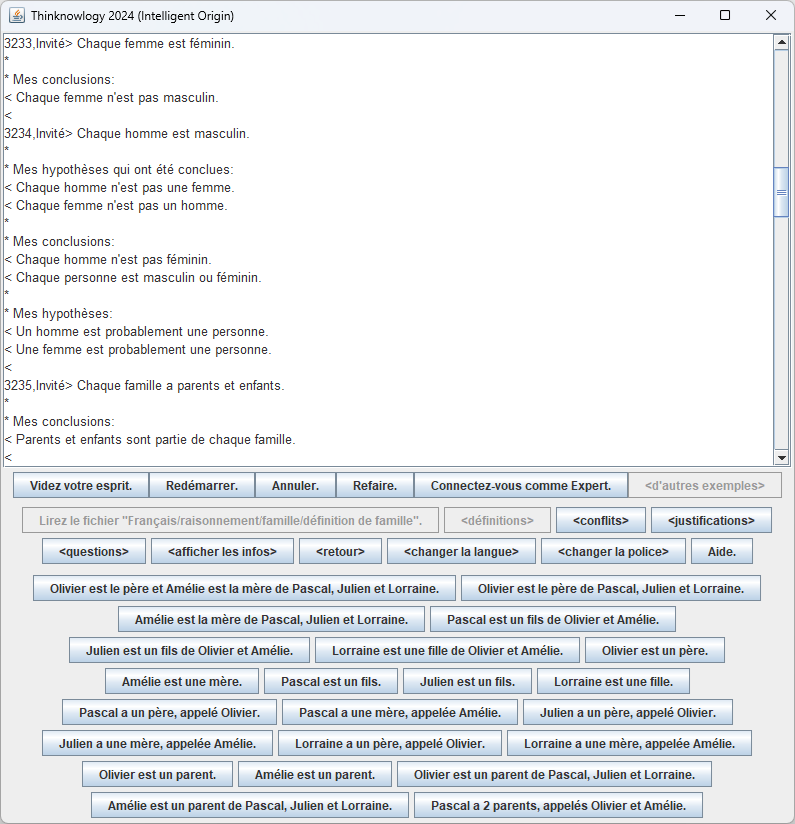 Thinknowlogy 2024 (Intelligent Origin)
3233,Invité> Chaque femme est féminin.
*
* Mes conclusions:
< Chaque femme n'est pas masculin.
<
3234,Invité> Chaque homme est masculin.
*
* Mes hypothèses qui ont été conclues:
< Chaque homme n'est pas une femme.
< Chaque femme n'est pas un homme.
*
* Mes conclusions:
< Chaque homme n'est pas féminin.
< Chaque personne est masculin ou féminin.
*
* Mes hypothèses:
< Un homme est probablement une personne.
< Une femme est probablement une personne.
<
3235,Invité> Chaque famille a parents et enfants.
*
* Mes conclusions:
< Parents et enfants sont partie de chaque famille.
<
Videz votre esprit. Redémarrer. Annuler. Refaire. Connectez-vous comme Expert. <d'autres exemples>
Lirez le fichier "Français/raisonnement/famille/définition de famille". <définitions> <conflits> <justifications>
<questions> <afficher les infos> <retour> <changer la langue> <changer la police> Aide.
Olivier est le père et Amélie est la mère de Pascal, Julien et Lorraine. Olivier est le père de Pascal, Julien et Lorraine.
Amélie est la mère de Pascal, Julien et Lorraine. Pascal est un fils de Olivier et Amélie.
Julien est un fils de Olivier et Amélie. Lorraine est une fille de Olivier et Amélie. Olivier est un père.
Amélie est une mère. Pascal est un fils. Julien est un fils. Lorraine est une fille.
Pascal a un père, appelé Olivier. Pascal a une mère, appelée Amélie. Julien a un père, appelé Olivier.
Julien a une mère, appelée Amélie. Lorraine a un père, appelé Olivier. Lorraine a une mère, appelée Amélie.
Olivier est un parent. Amélie est un parent. Olivier est un parent de Pascal, Julien et Lorraine.
Amélie est un parent de Pascal, Julien et Lorraine. Pascal a 2 parents, appelés Olivier et Amélie.